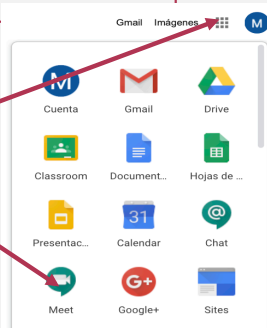 Gmail Imágenes M
M
Cuenta Gmail Drive
Classroom Document... Hojas de ...
31
Presentac... Calendar Chat
G+
Meet Google+ Sites